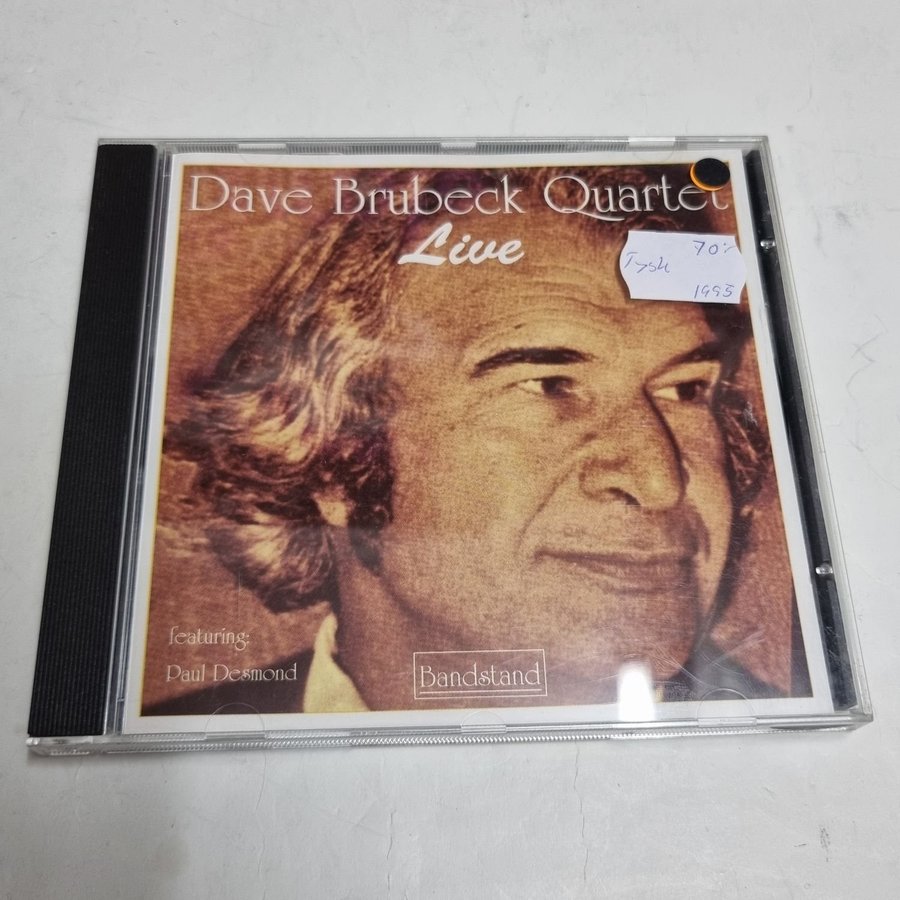 Dave Brubeck Quartet
Live
70:-
Tysk
1995
featuring:
Paul Desmond
Bandstand